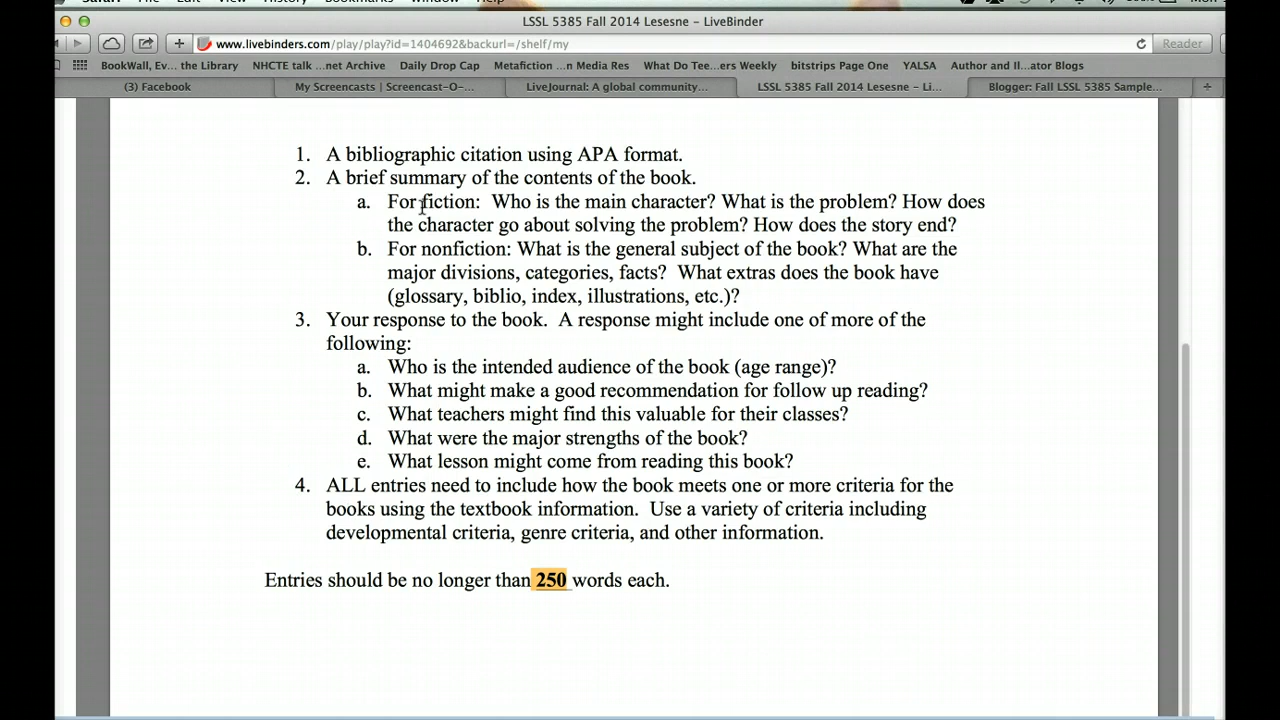 Safari File Edit View History Bookmarks Window Help
LSSL 5385 Fall 2014 Lesesne – LiveBinder
www.livebinders.com/play/play?id=1404692&backurl=/shelf/my
Reader
BookWall, Ev... the Library NHCTE talk ...net Archive Daily Drop Cap Metafiction ...n Media Res What Do Tee...ers Weekly bitstrips Page One YALSA Author and Il...ator Blogs
(3) Facebook My Screencasts | Screencast-O-... LiveJournal: A global community... LSSL 5385 Fall 2014 Lesesne – Li... Blogger: Fall LSSL 5385 Sample...
1. A bibliographic citation using APA format.
2. A brief summary of the contents of the book.
a. For fiction: Who is the main character? What is the problem? How does
the character go about solving the problem? How does the story end?
b. For nonfiction: What is the general subject of the book? What are the
major divisions, categories, facts? What extras does the book have
(glossary, biblio, index, illustrations, etc.)?
3. Your response to the book. A response might include one of more of the
following:
a. Who is the intended audience of the book (age range)?
b. What might make a good recommendation for follow up reading?
c. What teachers might find this valuable for their classes?
d. What were the major strengths of the book?
e. What lesson might come from reading this book?
4. ALL entries need to include how the book meets one or more criteria for the
books using the textbook information. Use a variety of criteria including
developmental criteria, genre criteria, and other information.
Entries should be no longer than 250 words each.